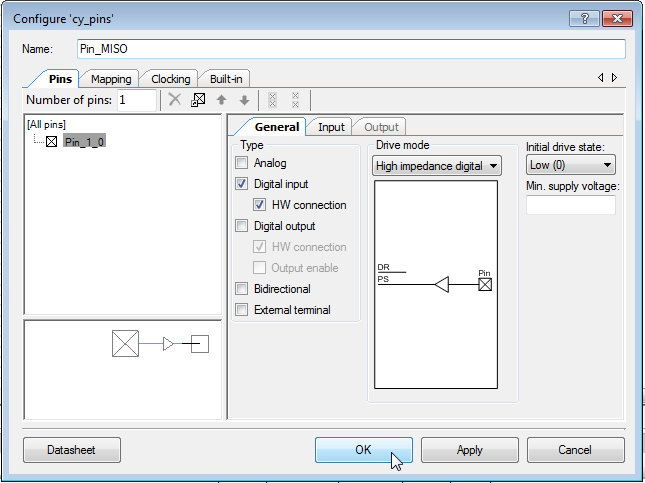 Configure 'cy_pins'
Name: Pin_MISO
Pins Mapping Clocking Built-in
Number of pins: 1
[All pins]
Pin_1_0
General Input Output
Type
Analog
Digital input
HW connection
Digital output
HW connection
Output enable
Bidirectional
External terminal
Drive mode
High impedance digital
DR
PS
Pin
Initial drive state:
Low (0)
Min. supply voltage:
Datasheet OK Apply Cancel